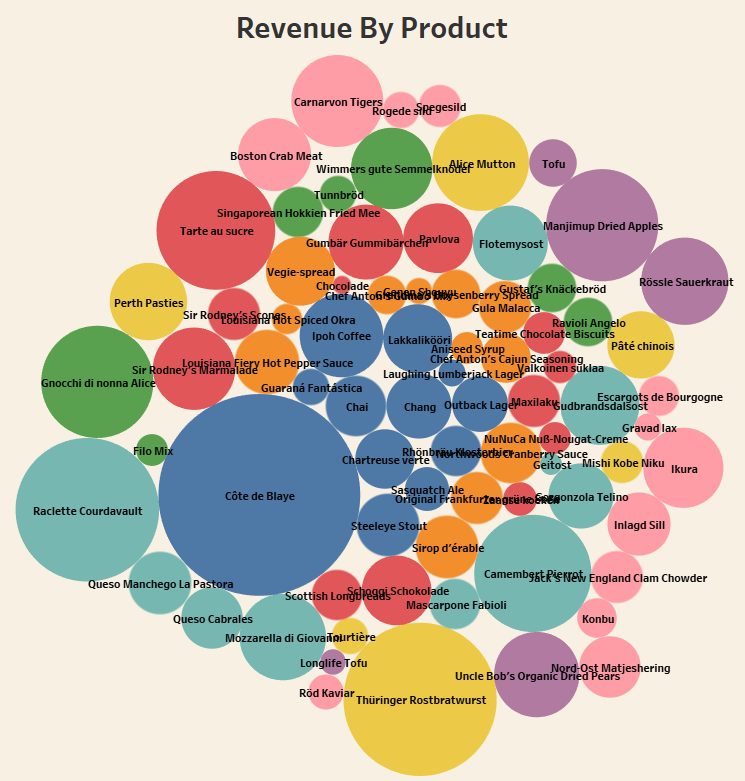 Revenue By Product
Carnarvon Tigers
Rogede sild
Spegesild
Boston Crab Meat
Wimmers gute Semmelknödel
Alice Mutton
Tofu
Tunnbröd
Singaporean Hokkien Fried Mee
Manjimup Dried Apples
Tarte au sucre
Gumbär Gummibärchen
Pavlova
Flotemysost
Vegie-spread
Rössle Sauerkraut
Chocolade
Gustaf's Knäckebröd
Perth Pasties
Gula Malacca
Sir Rodney's Scones
Louisiana Hot Spiced Okra
Ravioli Angelo
Teatime Chocolate Biscuits
Ipoh Coffee
Lakkalikööri
Pâté chinois
Aniseed Syrup
Chef Anton's Cajun Seasoning
Louisiana Fiery Hot Pepper Sauce
Valkoinen suklaa
Sir Rodney's Marmalade
Laughing Lumberjack Lager
Gnocchi di nonna Alice
Guaraná Fantástica
Escargots de Bourgogne
Chai
Chang
Outback Lager
Maxilaku
Gudbrandsdalsost
Gravad lax
NuNuCa Nuß-Nougat-Creme
Filo Mix
Rhönbräu Klosterbier
Northwoods Cranberry Sauce
Chartreuse verte
Geitost
Mishi Kobe Niku
Ikura
Sasquatch Ale
Côte de Blaye
Original Frankfurter grüne Soße
Zaanse koeken
Gorgonzola Telino
Raclette Courdavault
Steeleye Stout
Inlagd Sill
Sirop d'érable
Camembert Pierrot
Jack's New England Clam Chowder
Queso Manchego La Pastora
Scottish Longbreads
Schoggi Schokolade
Mascarpone Fabioli
Queso Cabrales
Konbu
Mozzarella di Giovanni
Tourtière
Longlife Tofu
Nord-Ost Matjeshering
Uncle Bob's Organic Dried Pears
Röd Kaviar
Thüringer Rostbratwurst